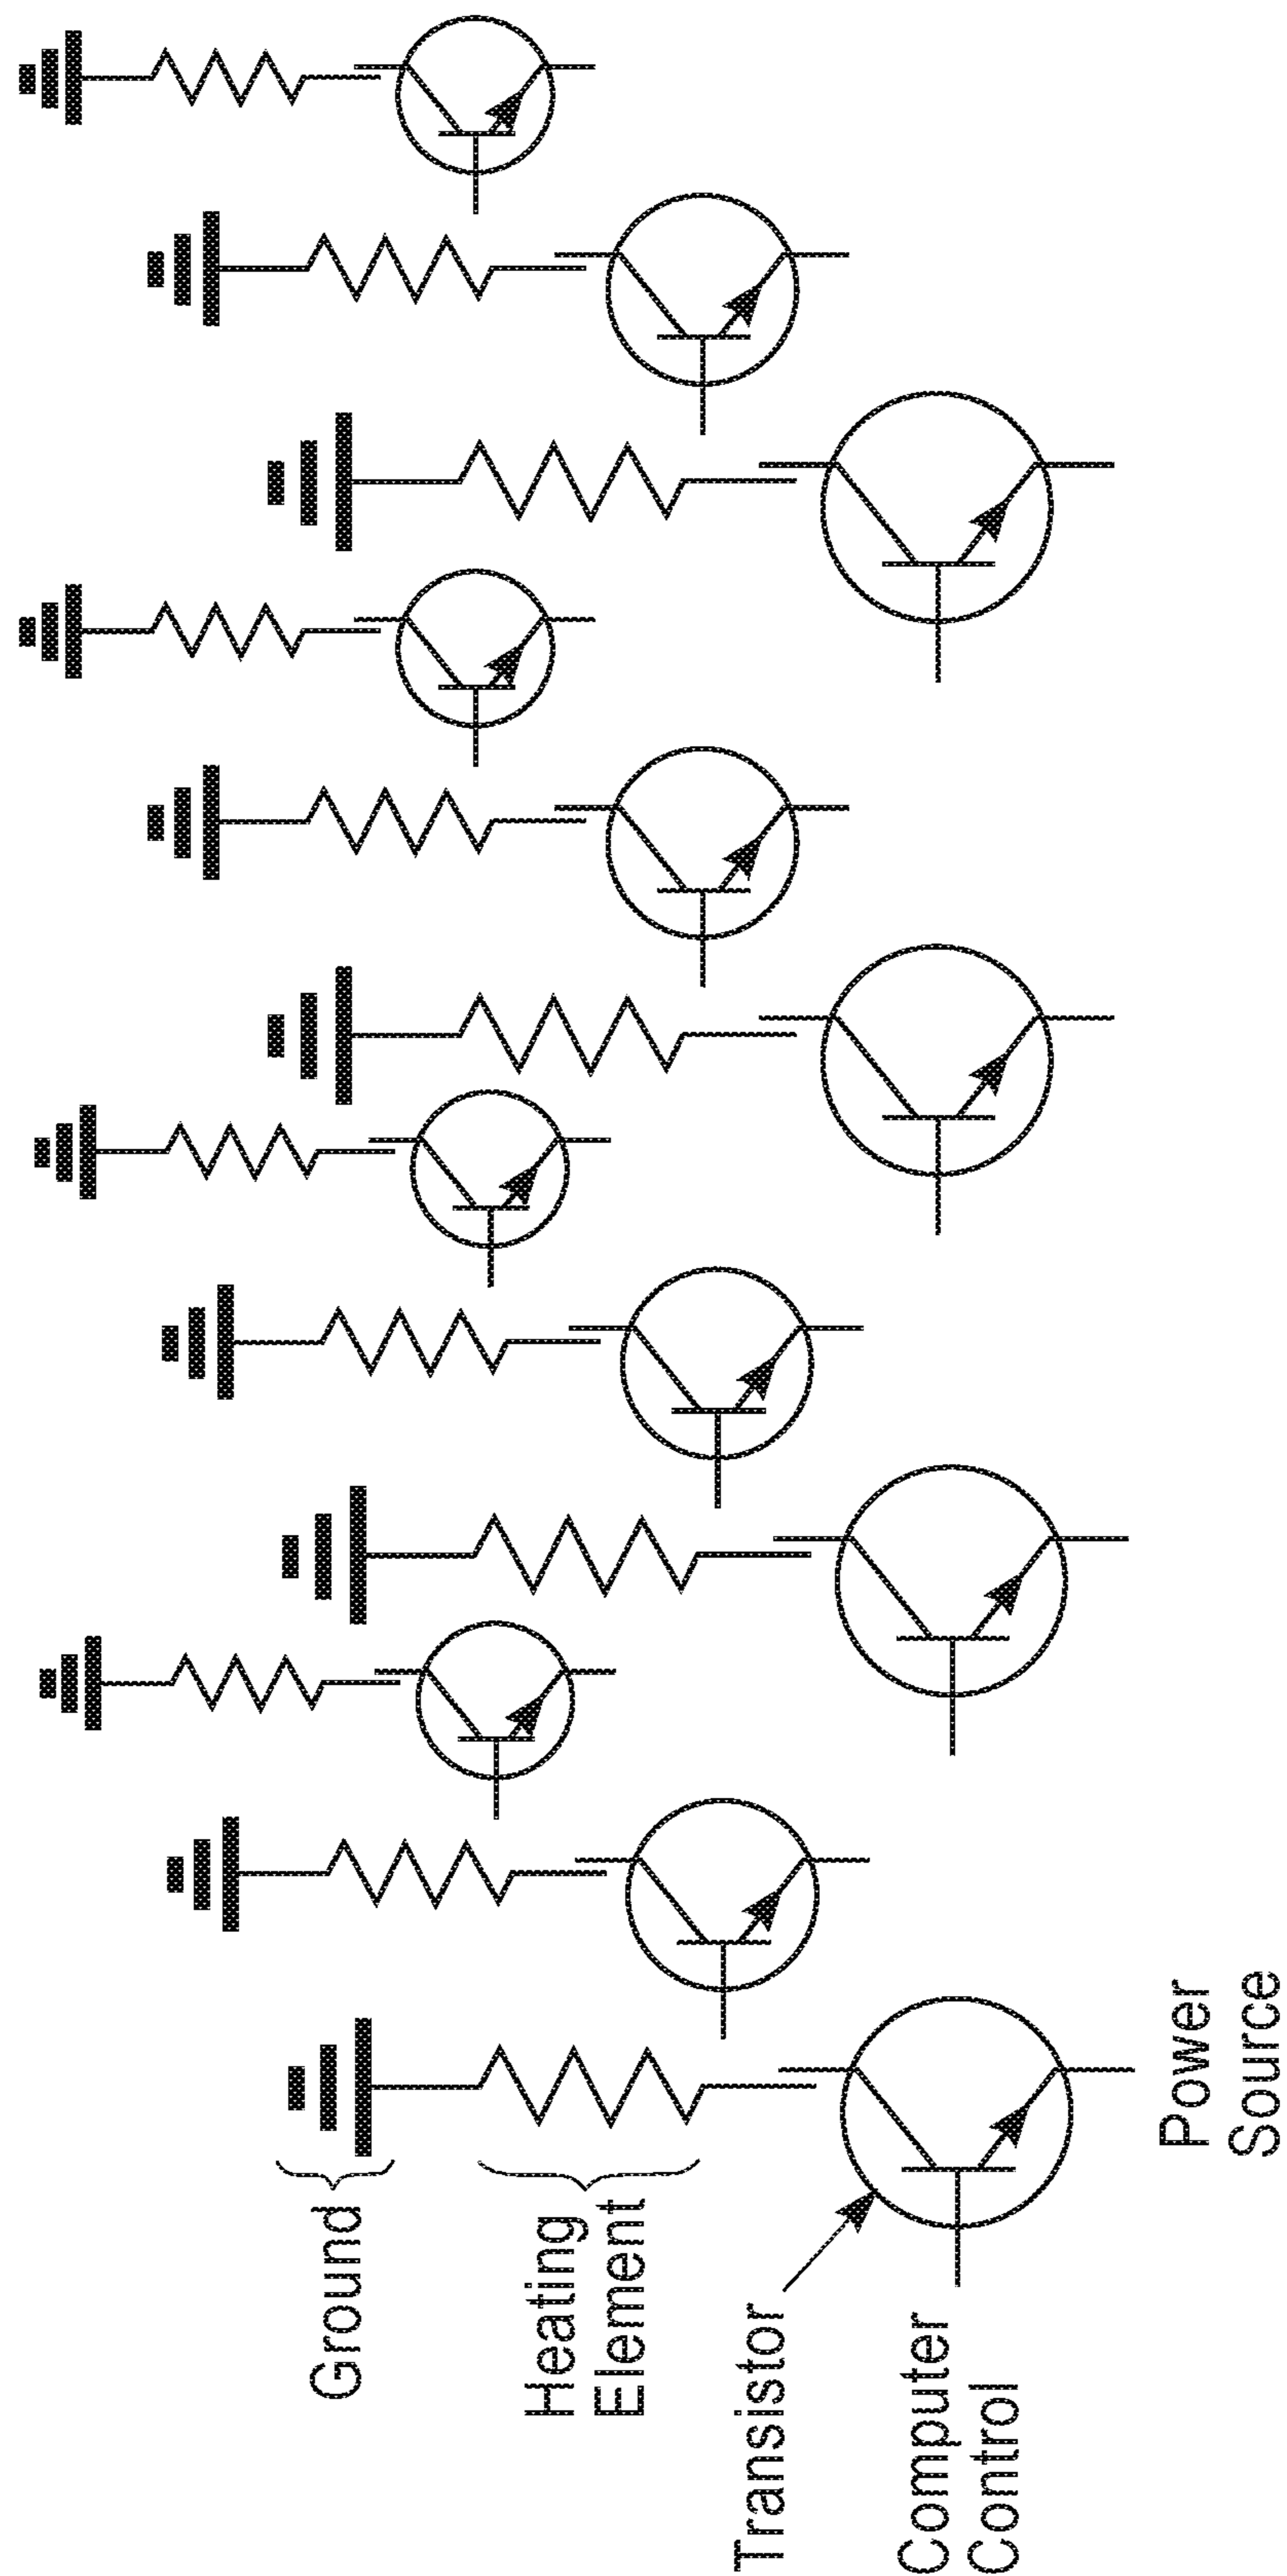 Ground
Heating
Element
Transistor
Computer
Control
Power
Source